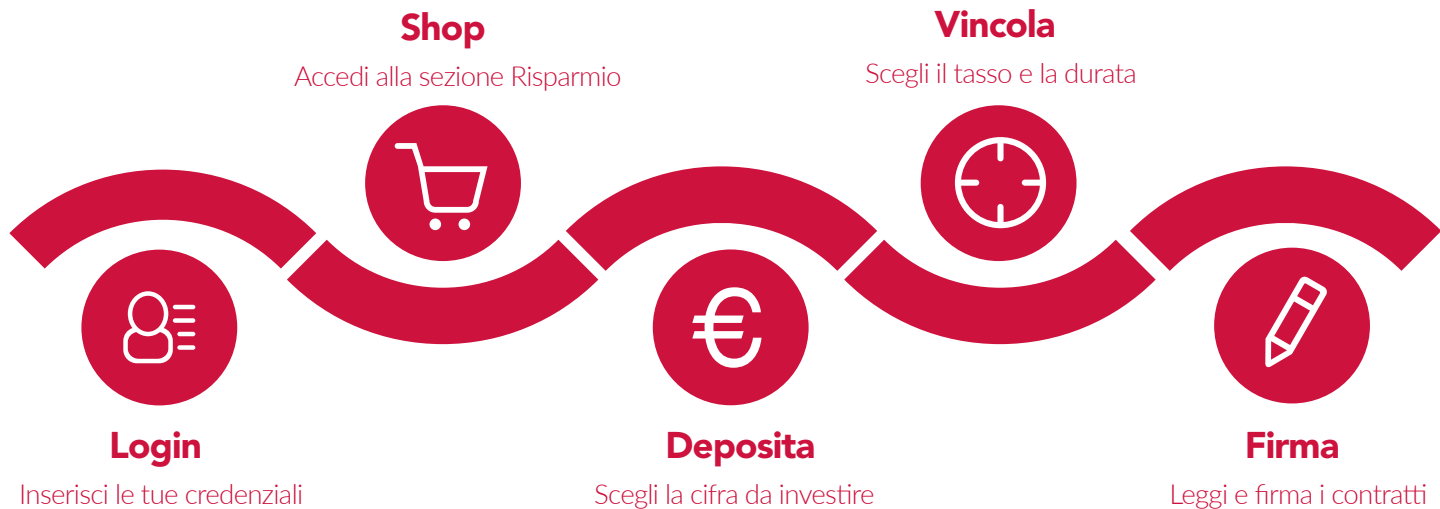 Login
Inserisci le tue credenziali
Shop
Accedi alla sezione Risparmio
€
Deposita
Scegli la cifra da investire
Vincola
Scegli il tasso e la durata
Firma
Leggi e firma i contratti